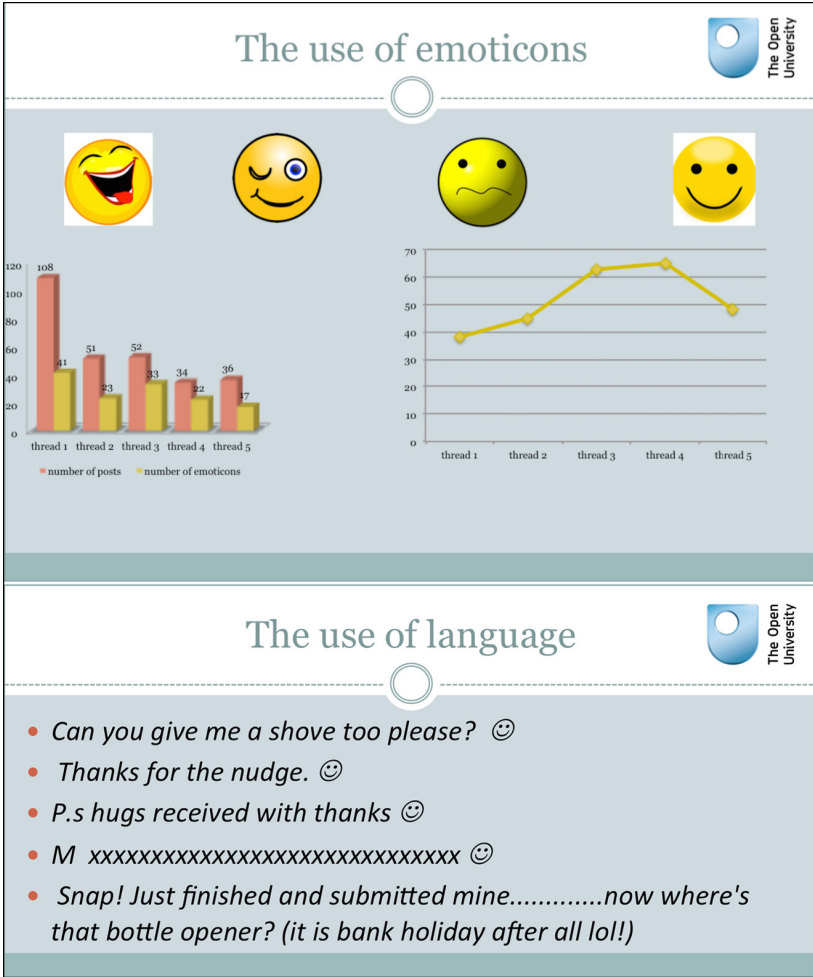 The use of emoticons
The Open
University
120
100
80
60
40
20
0
108
41
51
23
52
33
34
22
36
17
thread 1 thread 2 thread 3 thread 4 thread 5
number of posts number of emoticons
70
60
50
40
30
20
10
0
thread 1 thread 2 thread 3 thread 4 thread 5
The use of language
The Open
University
• Can you give me a shove too please? ☺
• Thanks for the nudge. ☺
• P.s hugs received with thanks ☺
• M xxxxxxxxxxxxxxxxxxxxxxxxxxxxxx ☺
• Snap! Just finished and submitted mine.............now where's
that bottle opener? (it is bank holiday after all lol!)